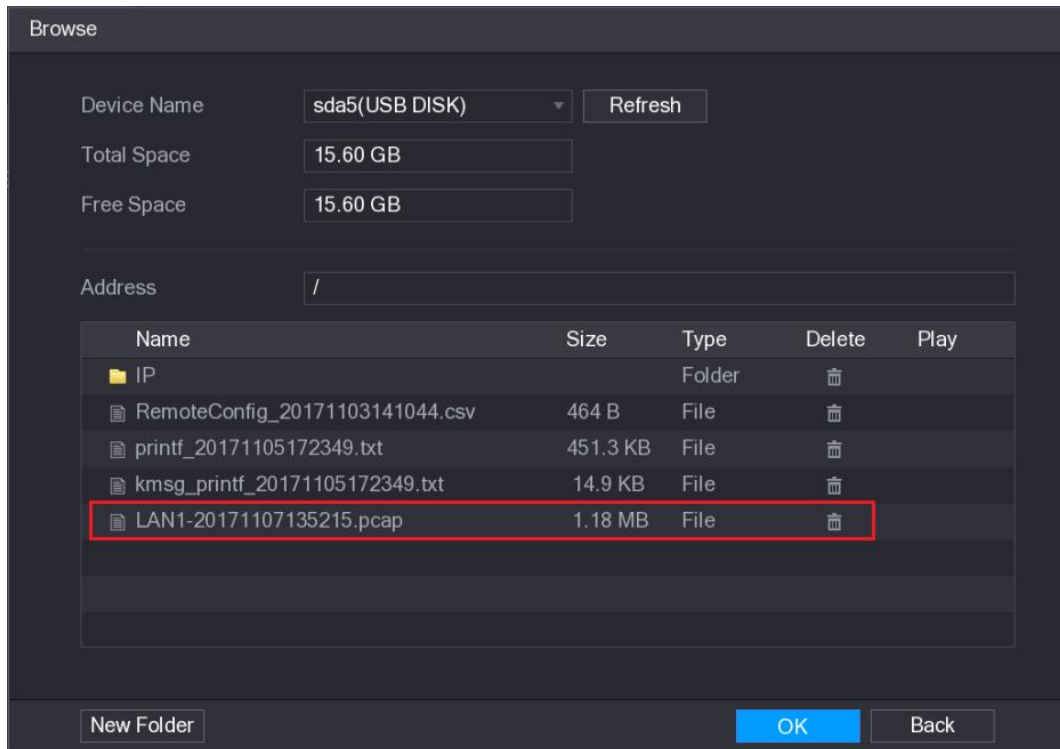 Browse
Device Name sda5(USB DISK) Refresh
Total Space 15.60 GB
Free Space 15.60 GB
Address /
Name Size Type Delete Play
IP Folder
RemoteConfig_20171103141044.csv 464 B File
printf_20171105172349.txt 451.3 KB File
kmsg_printf_20171105172349.txt 14.9 KB File
LAN1-20171107135215.pcap 1.18 MB File
New Folder OK Back